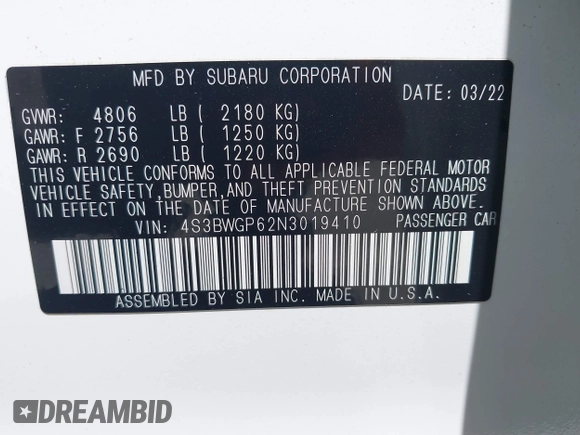 MFD BY SUBARU CORPORATION
DATE: 03/22
GVWR: 4806 LB ( 2180 KG)
GAWR: F 2756 LB ( 1250 KG)
GAWR: R 2690 LB ( 1220 KG)
THIS VEHICLE CONFORMS TO ALL APPLICABLE FEDERAL MOTOR
VEHICLE SAFETY,BUMPER,AND THEFT PREVENTION STANDARDS
IN EFFECT ON THE DATE OF MANUFACTURE SHOWN ABOVE.
VIN: 4S3BWGP62N3019410 PASSENGER CAR
ASSEMBLED BY SIA INC. MADE IN U.S.A.
DREAMBID